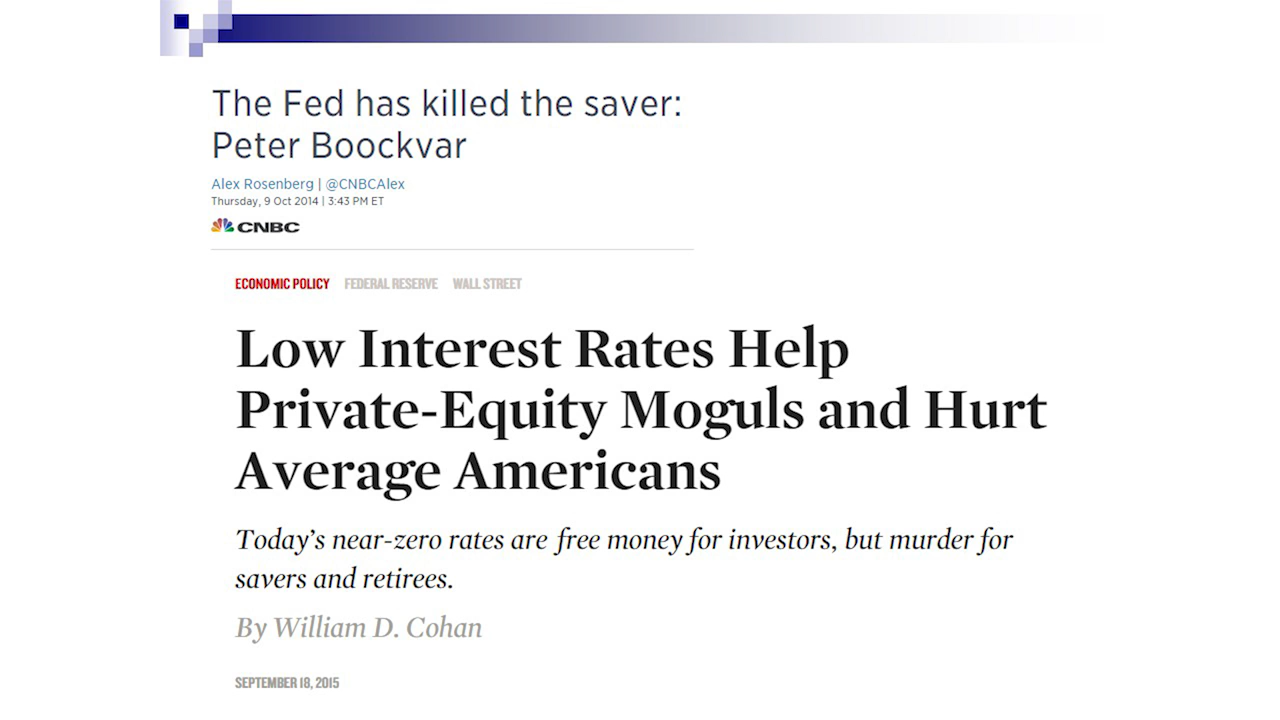 The Fed has killed the saver:
Peter Boockvar
Alex Rosenberg | @CNBCAlex
Thursday, 9 Oct 2014 | 3:43 PM ET
CNBC
ECONOMIC POLICY FEDERAL RESERVE WALL STREET
Low Interest Rates Help
Private-Equity Moguls and Hurt
Average Americans
Today’s near-zero rates are free money for investors, but murder for
savers and retirees.
By William D. Cohan
SEPTEMBER 18, 2015